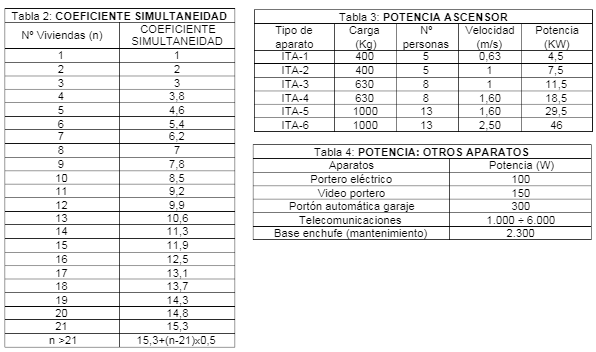 Tabla 2: COEFICIENTE SIMULTANEIDAD
Nº Viviendas (n) COEFICIENTE SIMULTANEIDAD
1 1
2 2
3 3
4 3,8
5 4,6
6 5,4
7 6,2
8 7
9 7,8
10 8,5
11 9,2
12 9,9
13 10,6
14 11,3
15 11,9
16 12,5
17 13,1
18 13,7
19 14,3
20 14,8
21 15,3
n >21 15,3+(n-21)x0,5
Tabla 3: POTENCIA ASCENSOR
Tipo de aparato Carga (Kg) Nº personas Velocidad (m/s) Potencia (KW)
ITA-1 400 5 0,63 4,5
ITA-2 400 5 1 7,5
ITA-3 630 8 1 11,5
ITA-4 630 8 1,60 18,5
ITA-5 1000 13 1,60 29,5
ITA-6 1000 13 2,50 46
Tabla 4: POTENCIA: OTROS APARATOS
Aparatos Potencia (W)
Portero eléctrico 100
Video portero 150
Portón automática garaje 300
Telecomunicaciones 1.000 ÷ 6.000
Base enchufe (mantenimiento) 2.300